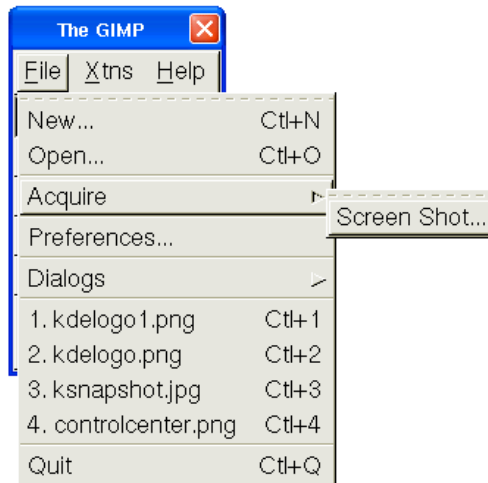 The GIMP
File Xtns Help
New... Ctl+N
Open... Ctl+O
Acquire
Screen Shot...
Preferences...
Dialogs
1. kdelogo1.png Ctl+1
2. kdelogo.png Ctl+2
3. ksnapshot.jpg Ctl+3
4. controlcenter.png Ctl+4
Quit Ctl+Q